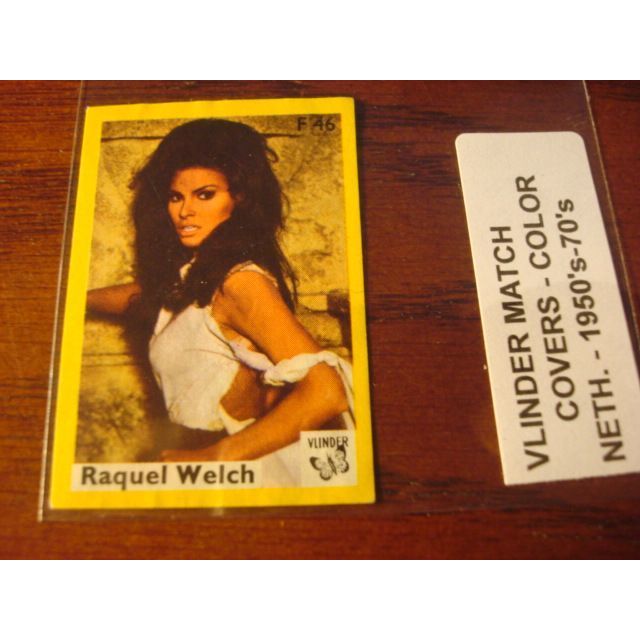 F 46
VLINDER
Raquel Welch
VLINDER MATCH
COVERS - COLOR
NETH. - 1950's-70's